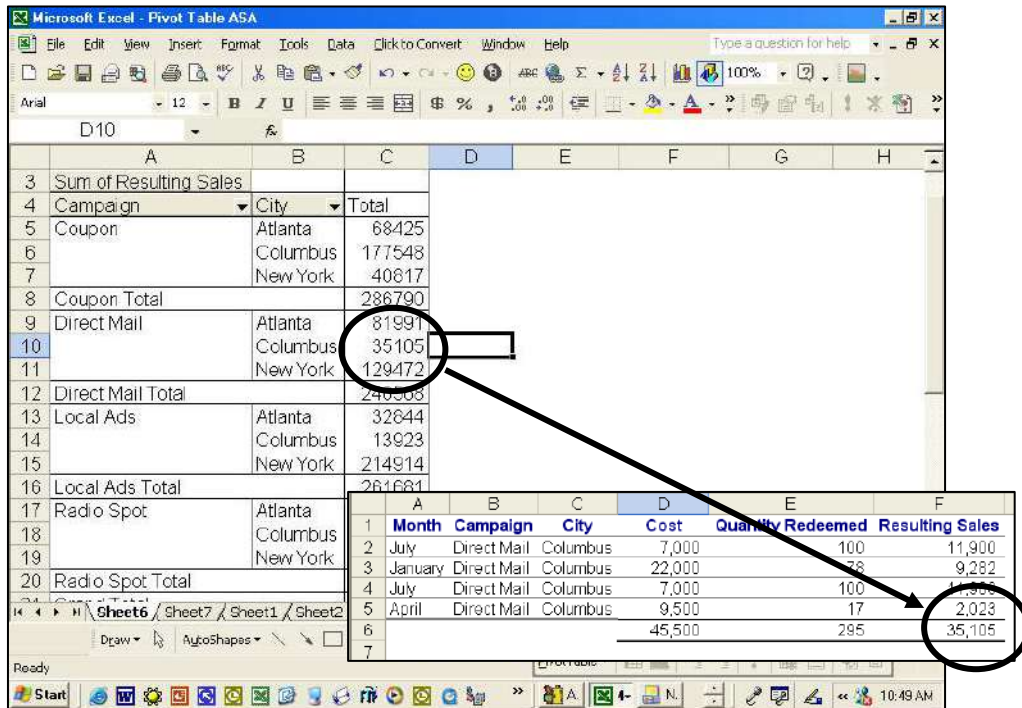 Microsoft Excel - Pivot Table ASA
File Edit View Insert Format Tools Data Click to Convert Window Help Type a question for help
100%
Arial 12 B I U $ % ,
D10 fx
A B C D E F G H
3 Sum of Resulting Sales
4 Campaign City Total
5 Coupon Atlanta 68425
6 Columbus 177548
7 New York 40817
8 Coupon Total 286790
9 Direct Mail Atlanta 81991
10 Columbus 35105
11 New York 129472
12 Direct Mail Total 246568
13 Local Ads Atlanta 32844
14 Columbus 13923
15 New York 214914
16 Local Ads Total 261681
17 Radio Spot Atlanta
18 Columbus
19 New York
20 Radio Spot Total
A B C D E F
1 Month Campaign City Cost Quantity Redeemed Resulting Sales
2 July Direct Mail Columbus 7,000 100 11,900
3 January Direct Mail Columbus 22,000 78 9,282
4 July Direct Mail Columbus 7,000 100 11,900
5 April Direct Mail Columbus 9,500 17 2,023
6 45,500 295 35,105
7
Sheet6 Sheet7 Sheet1 Sheet2
Draw AutoShapes
Ready
Start A 4- N. 10:49 AM